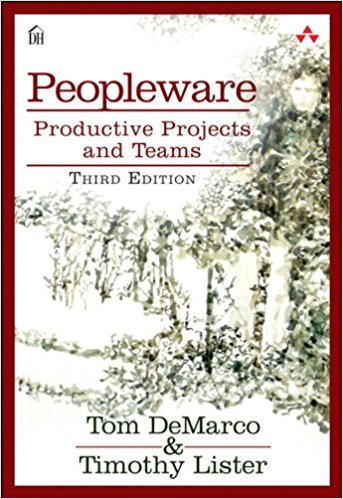 DH
Peopleware
Productive Projects
and Teams
Third Edition
Tom DeMarco
&
Timothy Lister